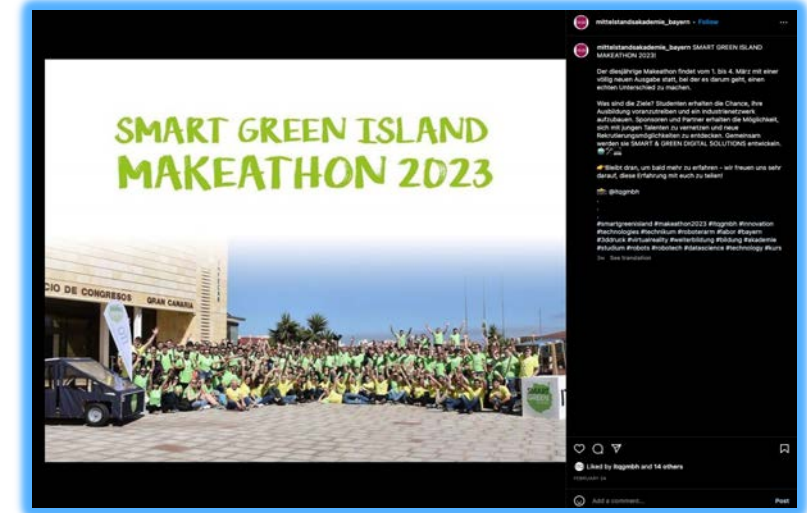 SMART GREEN ISLAND
MAKEATHON 2023
CIO DE CONGRESOS GRAN CANARIA
ITQ
SMART
GREEN
mittelstandsakademie_bayern • Follow
mittelstandsakademie_bayern SMART GREEN ISLAND
MAKEATHON 2023!
Der diesjährige Makeathon findet vom 1. bis 4. März mit einer
völlig neuen Ausgabe statt, bei der es darum geht, einen
echten Unterschied zu machen.
Was sind die Ziele? Studenten erhalten die Chance, ihre
Ausbildung voranzutreiben und ein Industrienetzwerk
aufzubauen. Sponsoren und Partner erhalten die Möglichkeit,
sich mit jungen Talenten zu vernetzen und neue
Rekrutierungsmöglichkeiten zu entdecken. Gemeinsam
werden sie SMART & GREEN DIGITAL SOLUTIONS entwickeln.
Bleibt dran, um bald mehr zu erfahren – wir freuen uns sehr
darauf, diese Erfahrung mit euch zu teilen!
: @itqgmbh
.
.
.
#smartgreenisland #makeathon2023 #itqgmbh #innovation
#technologies #technikum #roboterarm #labor #bayern
#3ddruck #virtualreality #weiterbildung #bildung #akademie
#studium #robots #robotech #datascience #technology #kurs
See translation
Liked by itqgmbh and 14 others
FEBRUARY 24
Add a comment...
Post